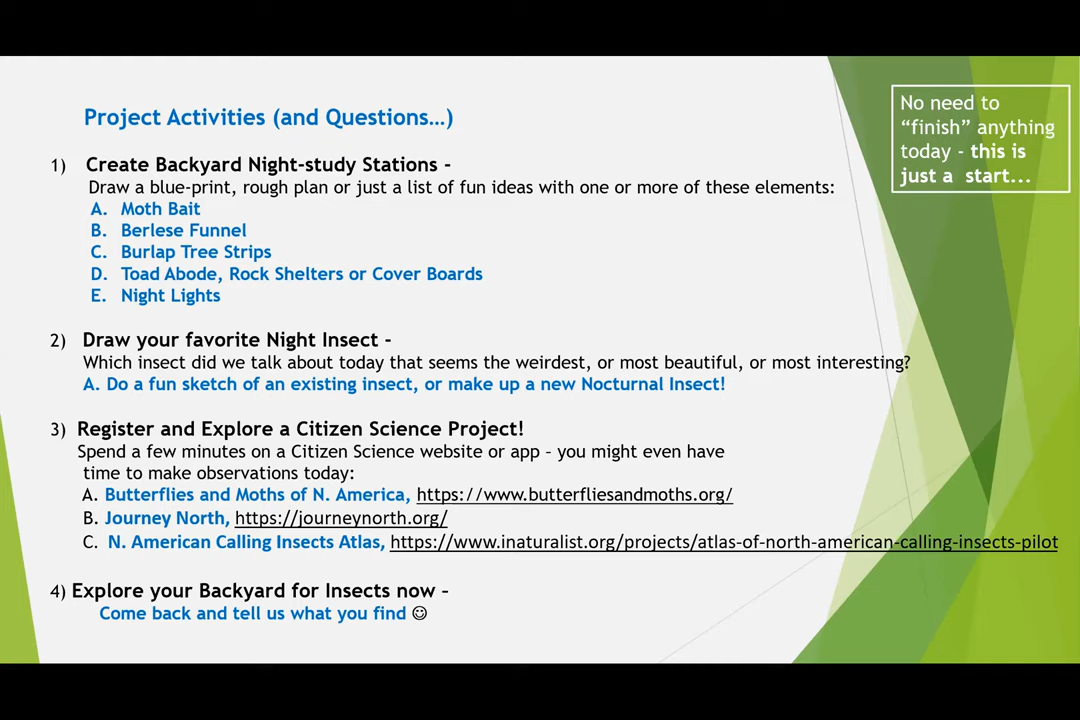 Project Activities (and Questions…)
No need to
“finish” anything
today - this is
just a start...
1) Create Backyard Night-study Stations -
Draw a blue-print, rough plan or just a list of fun ideas with one or more of these elements:
A. Moth Bait
B. Berlese Funnel
C. Burlap Tree Strips
D. Toad Abode, Rock Shelters or Cover Boards
E. Night Lights
2) Draw your favorite Night Insect -
Which insect did we talk about today that seems the weirdest, or most beautiful, or most interesting?
A. Do a fun sketch of an existing insect, or make up a new Nocturnal Insect!
3) Register and Explore a Citizen Science Project!
Spend a few minutes on a Citizen Science website or app – you might even have
time to make observations today:
A. Butterflies and Moths of N. America, https://www.butterfliesandmoths.org/
B. Journey North, https://journeynorth.org/
C. N. American Calling Insects Atlas, https://www.inaturalist.org/projects/atlas-of-north-american-calling-insects-pilot
4) Explore your Backyard for Insects now –
Come back and tell us what you find ☺